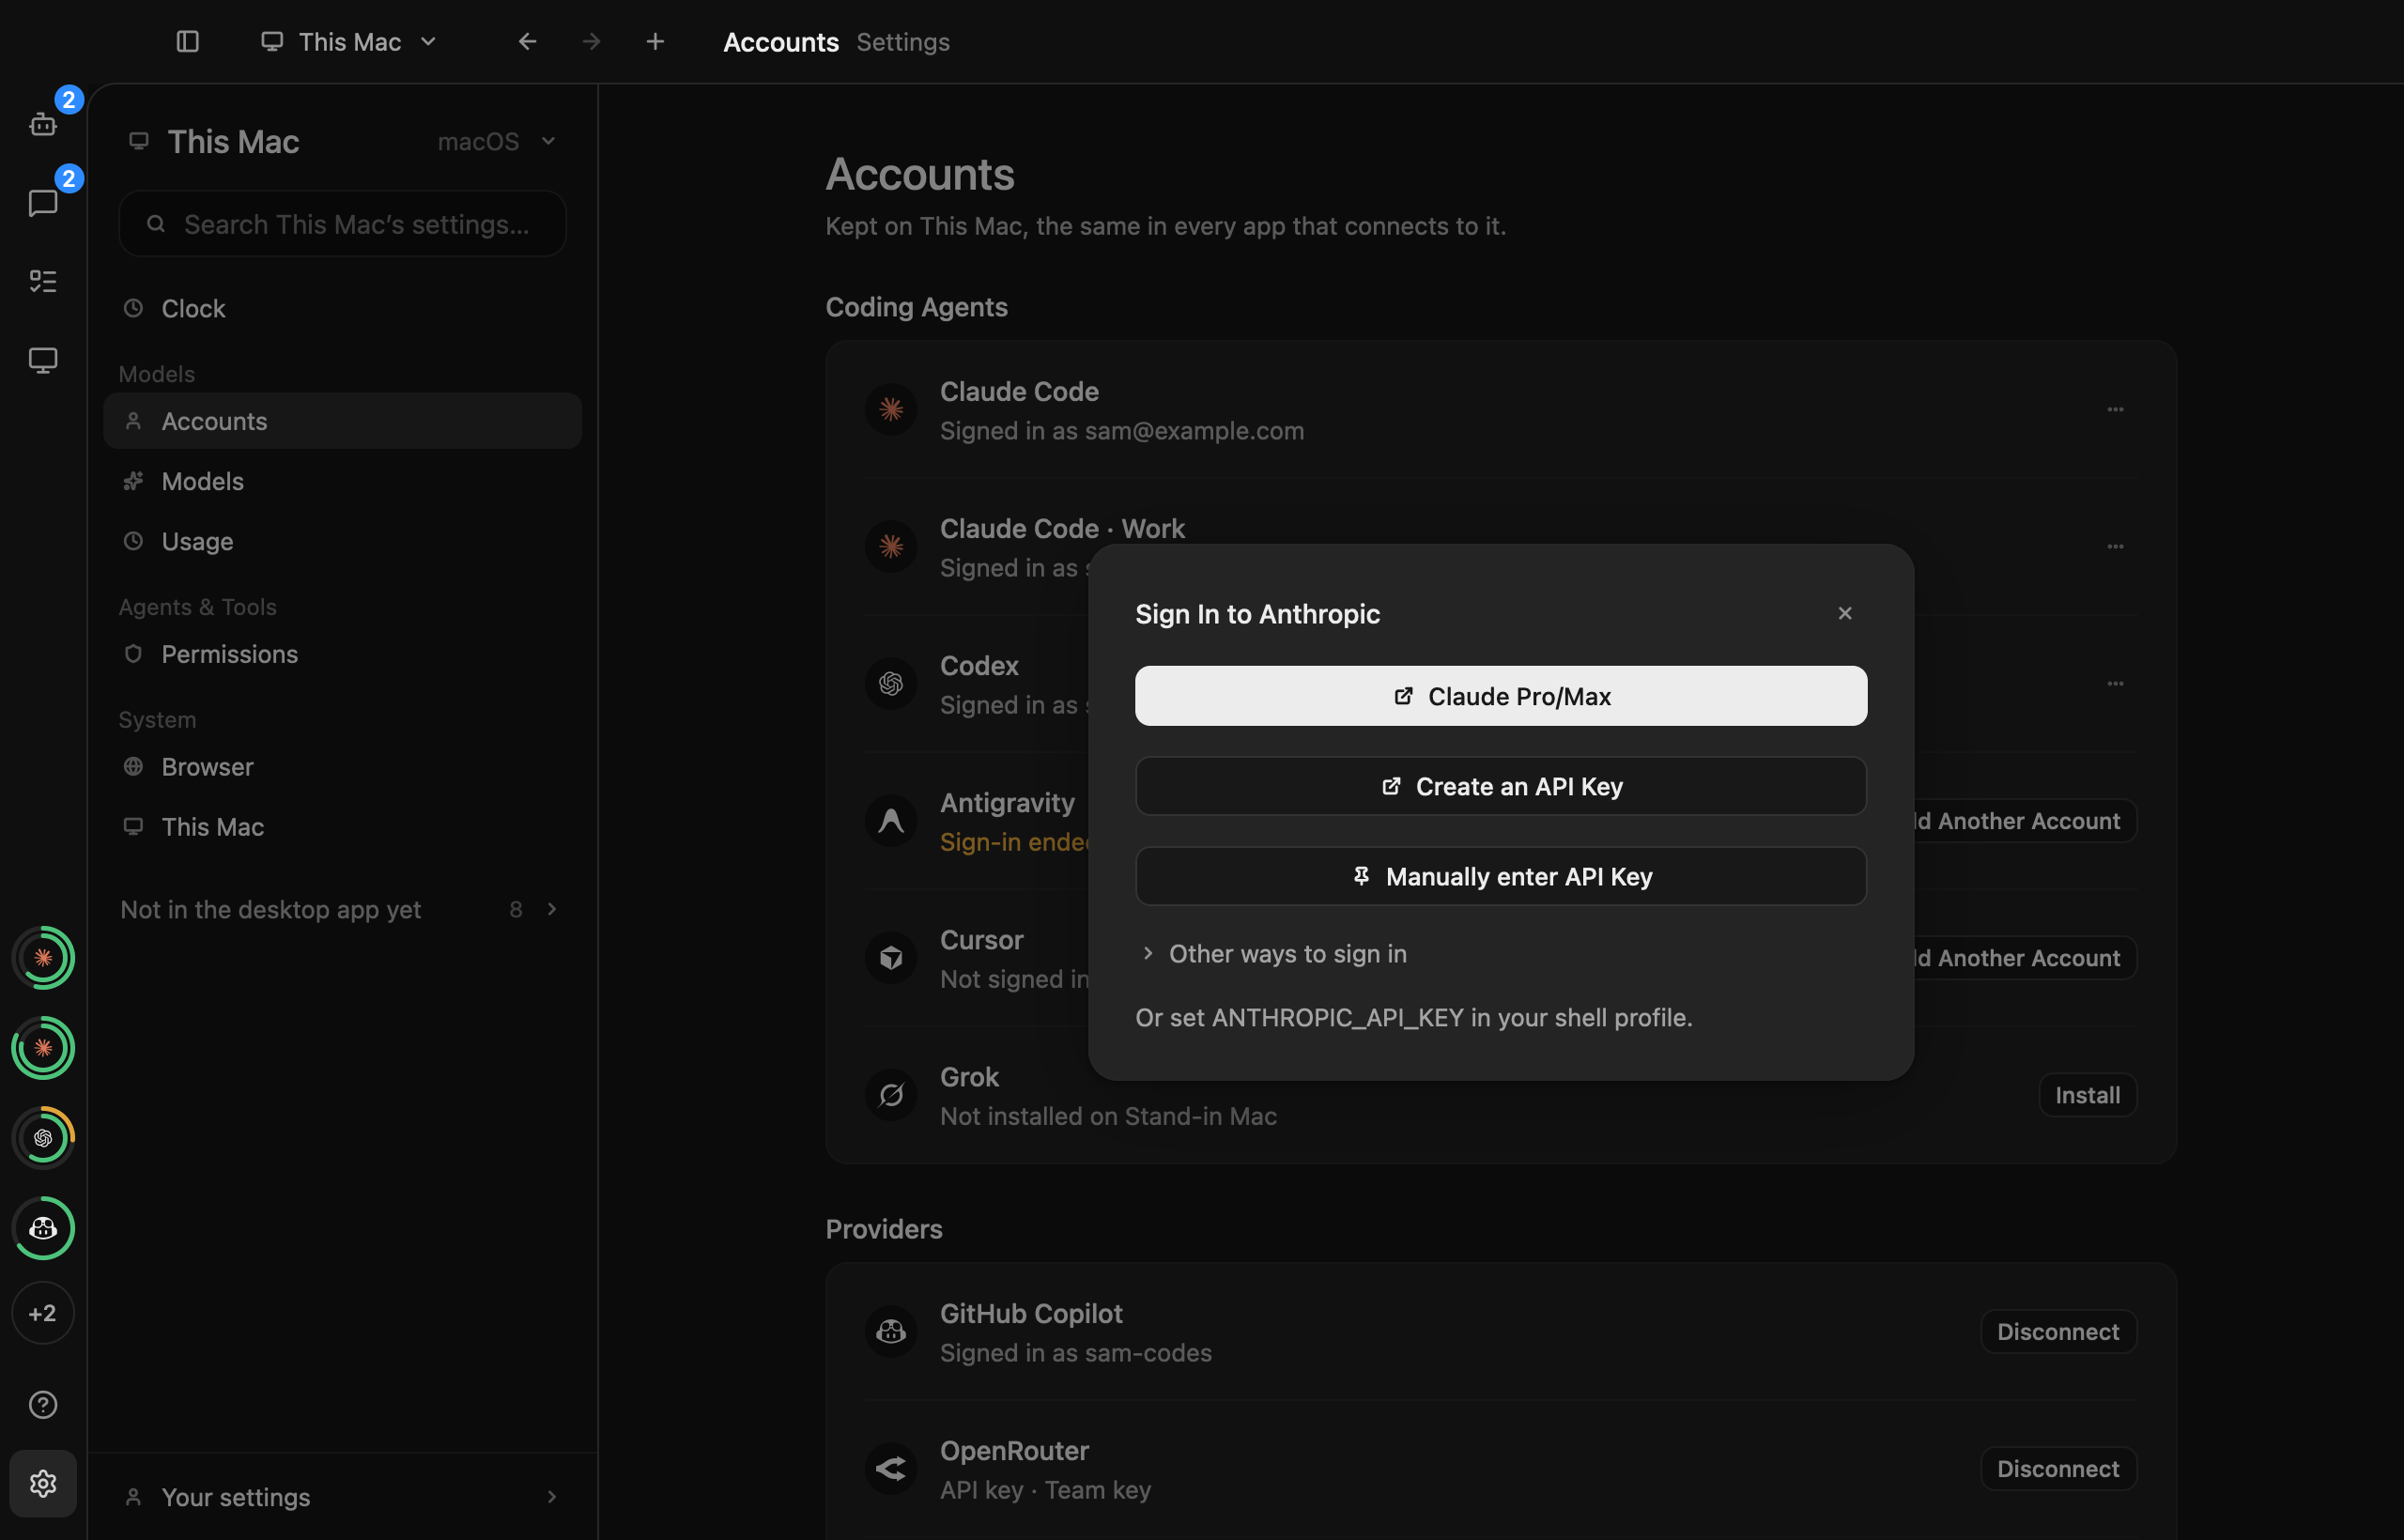 This Mac
Accounts Settings
2
2
This Mac
macOS
Search This Mac’s settings...
Clock
Models
Accounts
Models
Usage
Agents & Tools
Permissions
System
Browser
This Mac
Not in the desktop app yet
8
+2
Your settings
Accounts
Kept on This Mac, the same in every app that connects to it.
Coding Agents
Claude Code
Signed in as sam@example.com
Claude Code · Work
Signed in as
Codex
Signed in as
Antigravity
Sign-in ended
Another Account
Cursor
Not signed in
Another Account
Grok
Not installed on Stand-in Mac
Install
Sign In to Anthropic
Claude Pro/Max
Create an API Key
Manually enter API Key
Other ways to sign in
Or set ANTHROPIC_API_KEY in your shell profile.
Providers
GitHub Copilot
Signed in as sam-codes
Disconnect
OpenRouter
API key · Team key
Disconnect